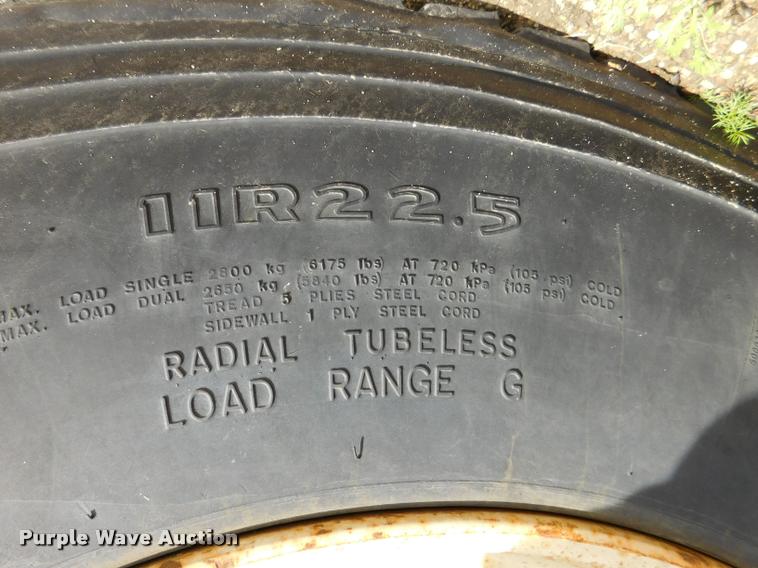 11R22.5
MAX. LOAD SINGLE 2800 kg (6175 lbs) AT 720 kPa (105 psi) COLD
MAX. LOAD DUAL 2650 kg (5840 lbs) AT 720 kPa (105 psi) COLD
TREAD 5 PLIES STEEL CORD
SIDEWALL 1 PLY STEEL CORD
RADIAL TUBELESS
LOAD RANGE G
Purple Wave Auction